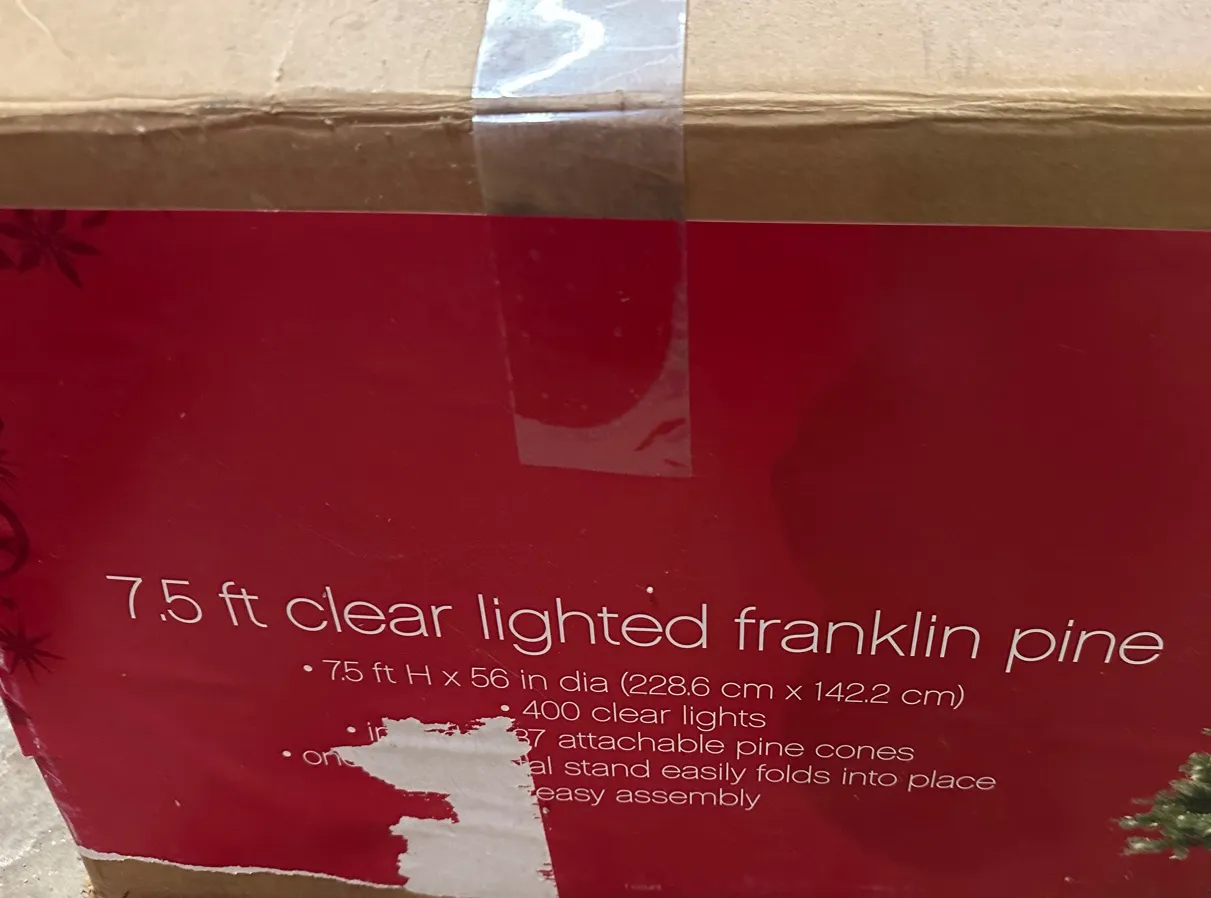 7.5 ft clear lighted franklin pine
• 7.5 ft H x 56 in dia (228.6 cm x 142.2 cm)
• 400 clear lights
• 37 attachable pine cones
• stand easily folds into place
easy assembly